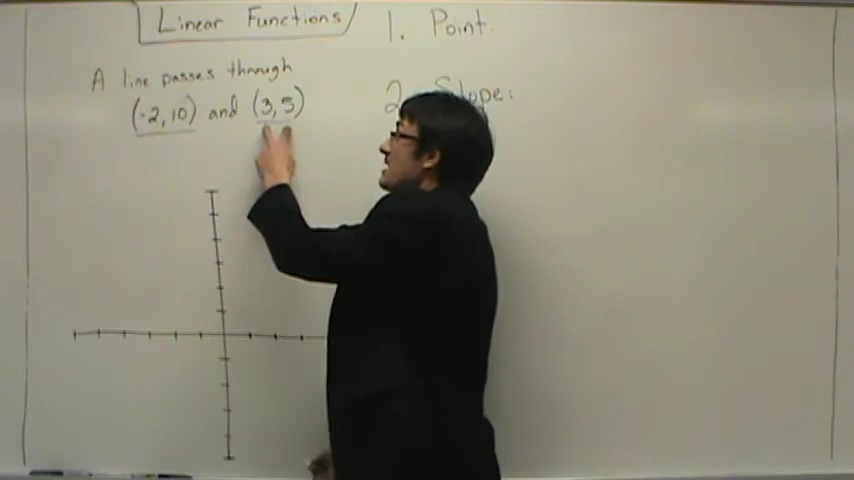 Linear Functions
A line passes through
(-2, 10) and (3, 5)
1. Point.
2. Slope: